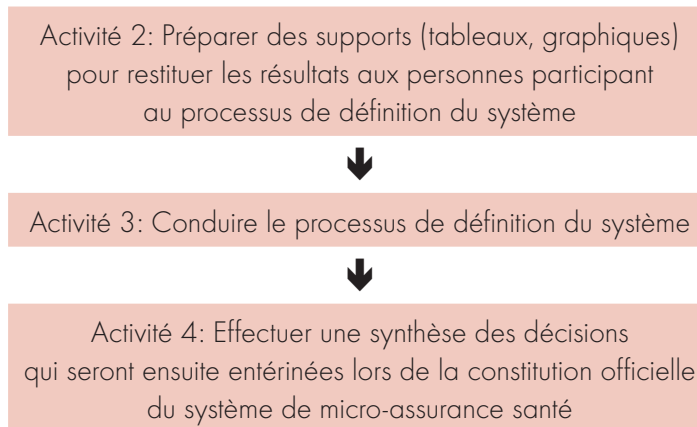 Activité 2: Préparer des supports (tableaux, graphiques)
pour restituer les résultats aux personnes participant
au processus de définition du système
Activité 3: Conduire le processus de définition du système
Activité 4: Effectuer une synthèse des décisions
qui seront ensuite entérinées lors de la constitution officielle
du système de micro-assurance santé